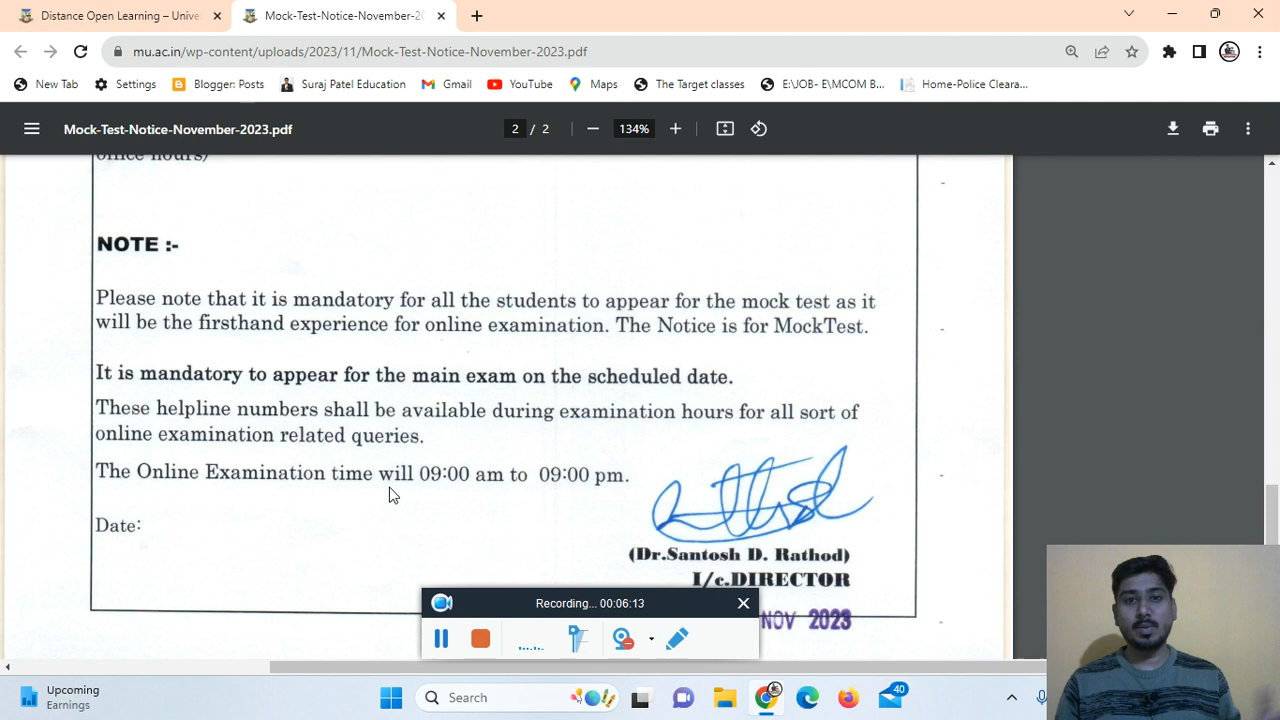 Distance Open Learning – Unive
Mock-Test-Notice-November-20
mu.ac.in/wp-content/uploads/2023/11/Mock-Test-Notice-November-2023.pdf
New Tab
Settings
Blogger: Posts
Suraj Patel Education
Gmail
YouTube
Maps
The Target classes
E:\JOB- E\MCOM B...
Home-Police Cleara...
Mock-Test-Notice-November-2023.pdf
2 / 2
134%
office hours)
NOTE :-
Please note that it is mandatory for all the students to appear for the mock test as it
will be the firsthand experience for online examination. The Notice is for MockTest.
It is mandatory to appear for the main exam on the scheduled date.
These helpline numbers shall be available during examination hours for all sort of
online examination related queries.
The Online Examination time will 09:00 am to 09:00 pm.
Date:
(Dr.Santosh D. Rathod)
I/c.DIRECTOR
NOV 2023
Recording... 00:06:13
Upcoming
Earnings
Search
40